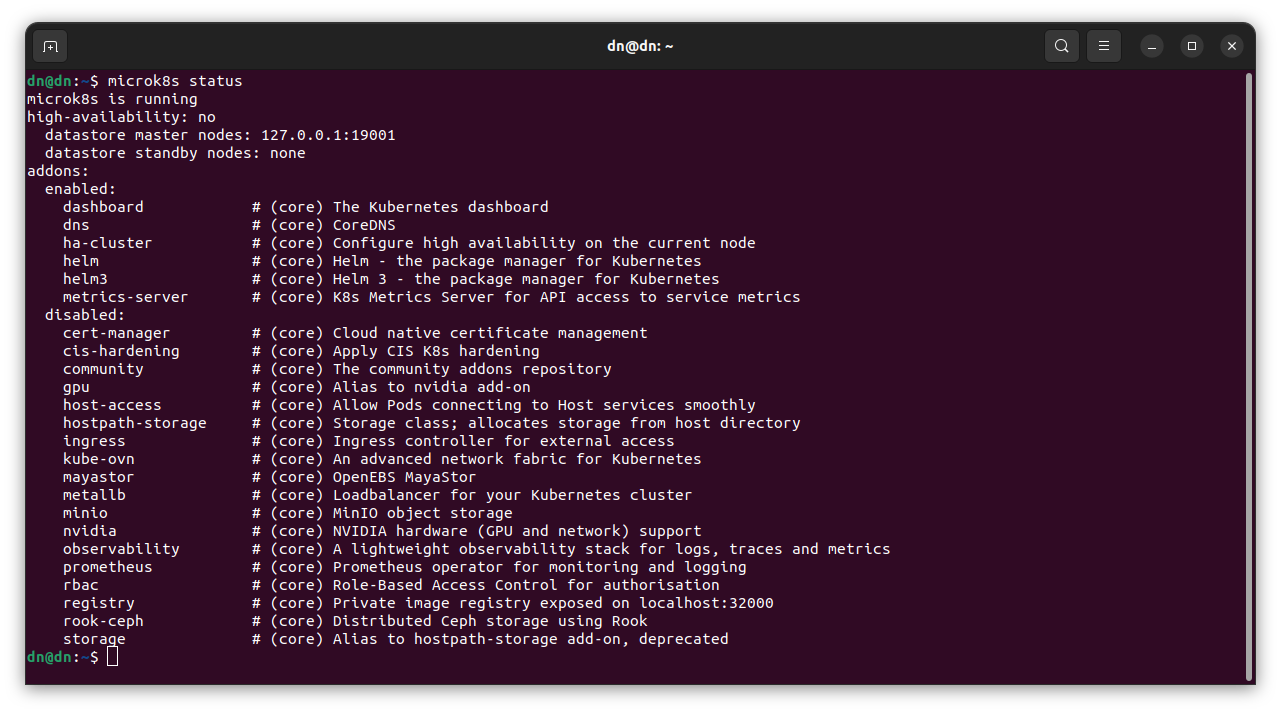 dn@dn: ~
dn@dn:~$ microk8s status
microk8s is running
high-availability: no
  datastore master nodes: 127.0.0.1:19001
  datastore standby nodes: none
addons:
  enabled:
    dashboard            # (core) The Kubernetes dashboard
    dns                  # (core) CoreDNS
    ha-cluster           # (core) Configure high availability on the current node
    helm                 # (core) Helm - the package manager for Kubernetes
    helm3                # (core) Helm 3 - the package manager for Kubernetes
    metrics-server       # (core) K8s Metrics Server for API access to service metrics
  disabled:
    cert-manager         # (core) Cloud native certificate management
    cis-hardening        # (core) Apply CIS K8s hardening
    community            # (core) The community addons repository
    gpu                  # (core) Alias to nvidia add-on
    host-access          # (core) Allow Pods connecting to Host services smoothly
    hostpath-storage     # (core) Storage class; allocates storage from host directory
    ingress              # (core) Ingress controller for external access
    kube-ovn             # (core) An advanced network fabric for Kubernetes
    mayastor             # (core) OpenEBS MayaStor
    metallb              # (core) Loadbalancer for your Kubernetes cluster
    minio                # (core) MinIO object storage
    nvidia               # (core) NVIDIA hardware (GPU and network) support
    observability        # (core) A lightweight observability stack for logs, traces and metrics
    prometheus           # (core) Prometheus operator for monitoring and logging
    rbac                 # (core) Role-Based Access Control for authorisation
    registry             # (core) Private image registry exposed on localhost:32000
    rook-ceph            # (core) Distributed Ceph storage using Rook
    storage              # (core) Alias to hostpath-storage add-on, deprecated
dn@dn:~$